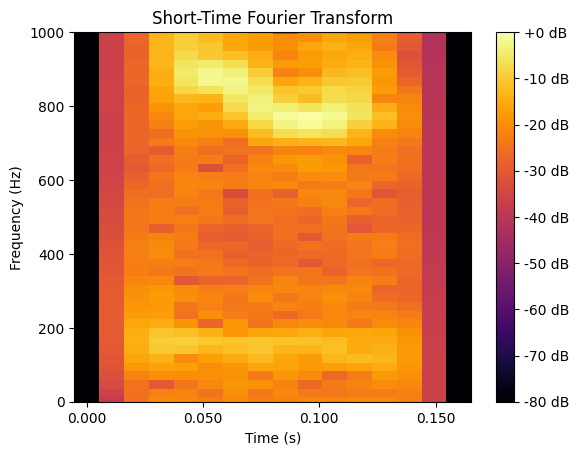 Short-Time Fourier Transform
1000
800
600
400
200
0
Frequency (Hz)
0.000
0.050
0.100
0.150
Time (s)
+0 dB
-10 dB
-20 dB
-30 dB
-40 dB
-50 dB
-60 dB
-70 dB
-80 dB